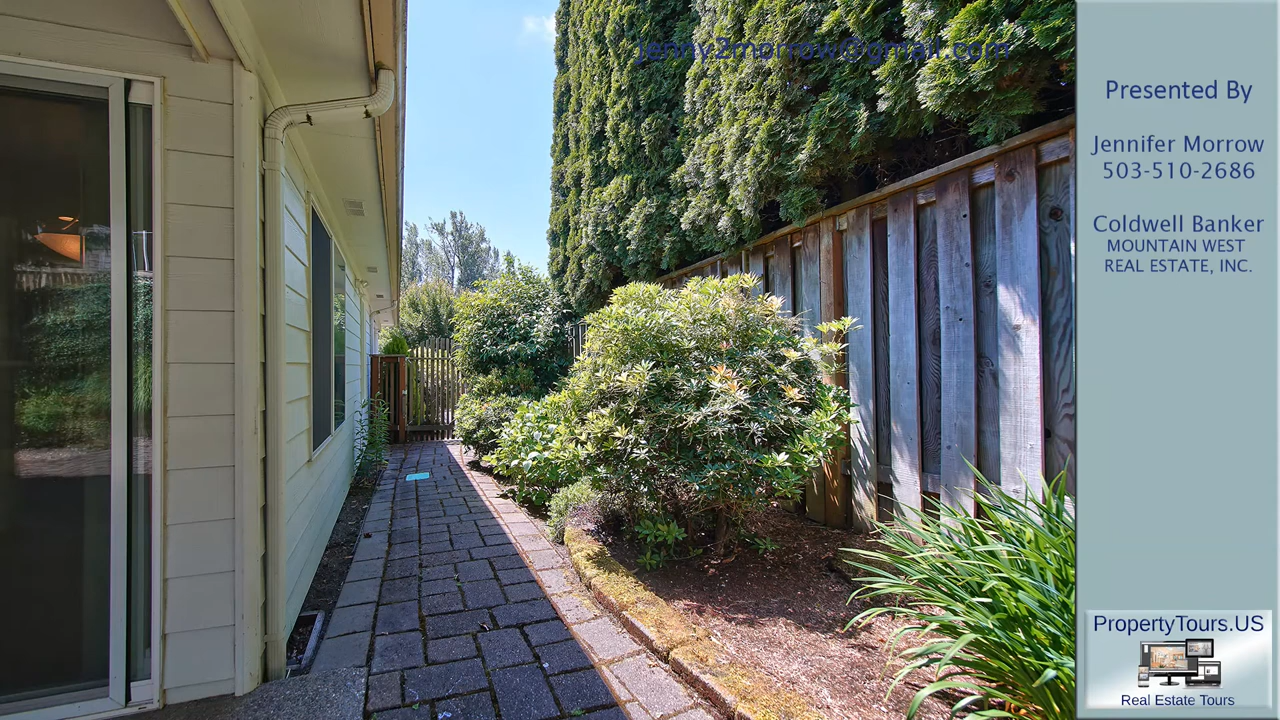 jenny2morrow@gmail.com
Presented By
Jennifer Morrow
503-510-2686
Coldwell Banker
MOUNTAIN WEST
REAL ESTATE, INC.
PropertyTours.US
Real Estate Tours